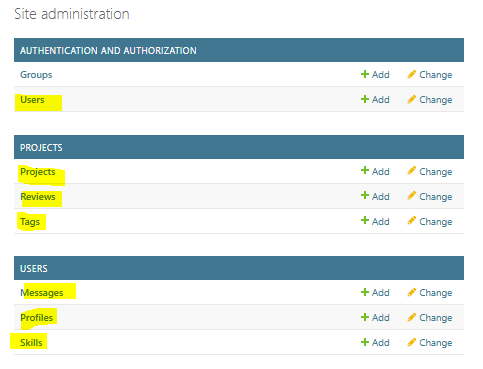 Site administration
AUTHENTICATION AND AUTHORIZATION
Groups Add Change
Users Add Change
PROJECTS
Projects Add Change
Reviews Add Change
Tags Add Change
USERS
Messages Add Change
Profiles Add Change
Skills Add Change